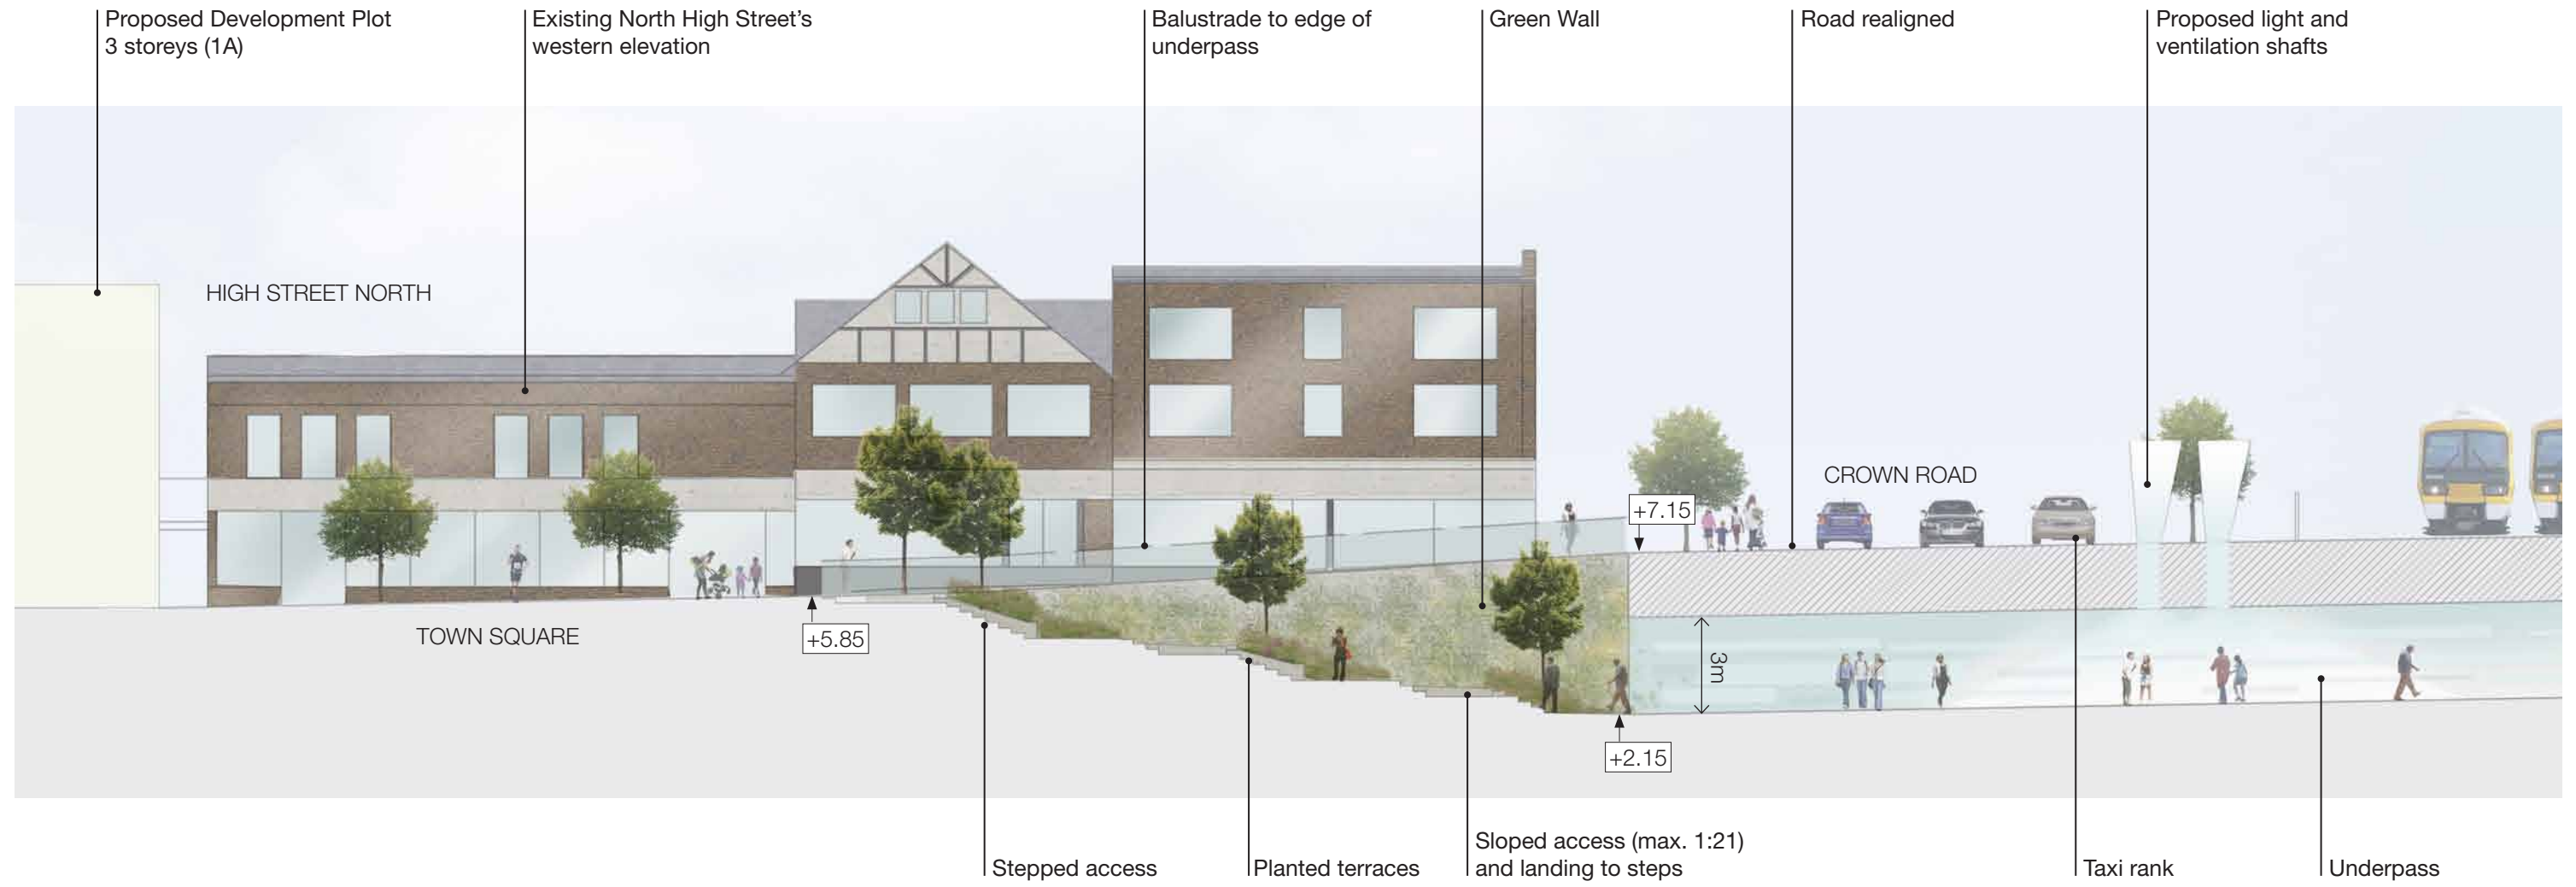 Proposed Development Plot
3 storeys (1A)
Existing North High Street's
western elevation
Balustrade to edge of
underpass
Green Wall
Road realigned
Proposed light and
ventilation shafts
HIGH STREET NORTH
CROWN ROAD
+7.15
TOWN SQUARE
+5.85
3m
+2.15
Stepped access
Planted terraces
Sloped access (max. 1:21)
and landing to steps
Taxi rank
Underpass